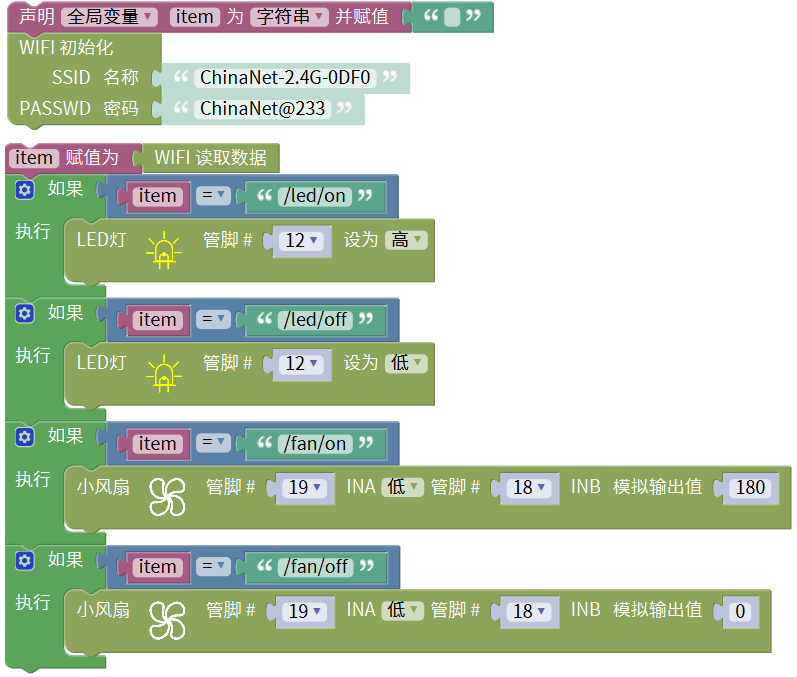 声明 全局变量 item 为 字符串 并赋值 “ ”
WIFI 初始化
SSID 名称 “ ChinaNet-2.4G-0DF0 ”
PASSWD 密码 “ ChinaNet@233 ”
item 赋值为 WIFI 读取数据
如果 item = “ /led/on ”
执行 LED灯 管脚 # 12 设为 高
如果 item = “ /led/off ”
执行 LED灯 管脚 # 12 设为 低
如果 item = “ /fan/on ”
执行 小风扇 管脚 # 19 INA 低 管脚 # 18 INB 模拟输出值 180
如果 item = “ /fan/off ”
执行 小风扇 管脚 # 19 INA 低 管脚 # 18 INB 模拟输出值 0